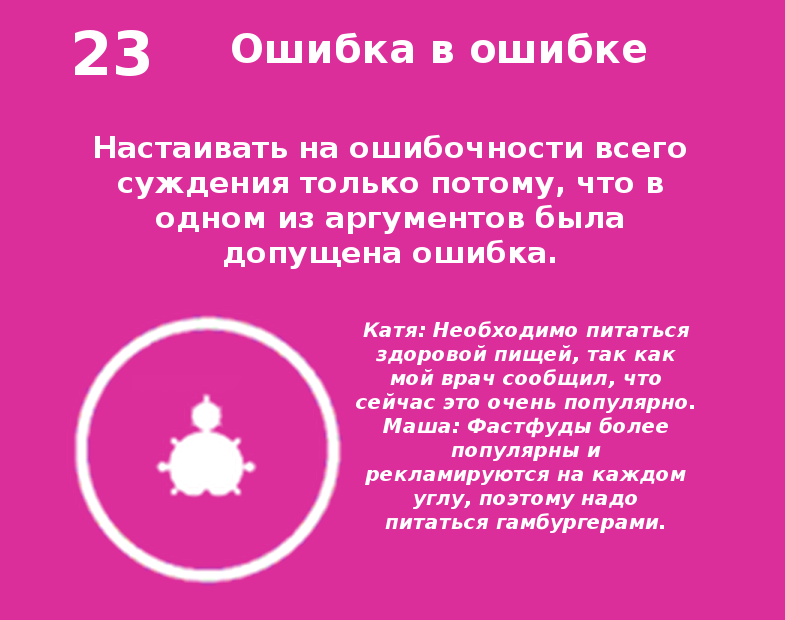 23
Ошибка в ошибке
Настаивать на ошибочности всего
суждения только потому, что в
одном из аргументов была
допущена ошибка.
Катя: Необходимо питаться
здоровой пищей, так как
мой врач сообщил, что
сейчас это очень популярно.
Маша: Фастфуды более
популярны и
рекламируются на каждом
углу, поэтому надо
питаться гамбургерами.